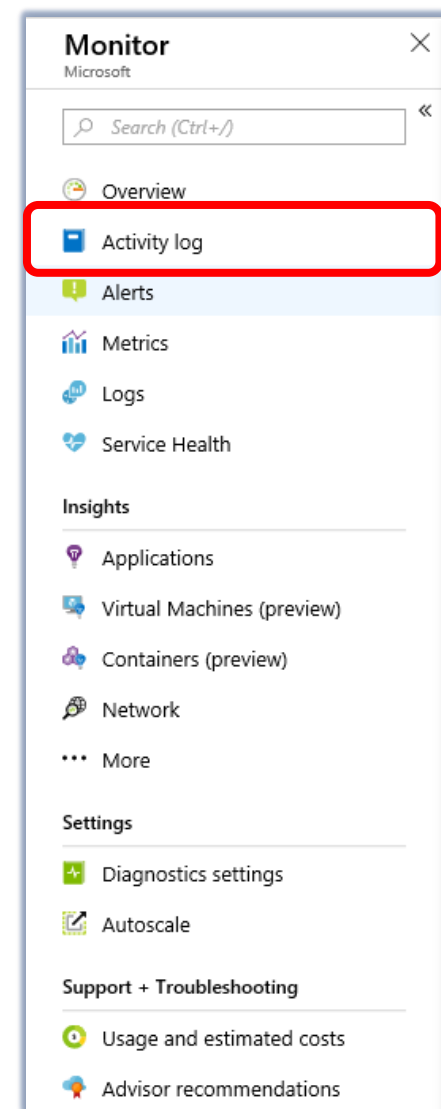 Monitor
Microsoft
Search (Ctrl+/)
Overview
Activity log
Alerts
Metrics
Logs
Service Health
Insights
Applications
Virtual Machines (preview)
Containers (preview)
Network
More
Settings
Diagnostics settings
Autoscale
Support + Troubleshooting
Usage and estimated costs
Advisor recommendations